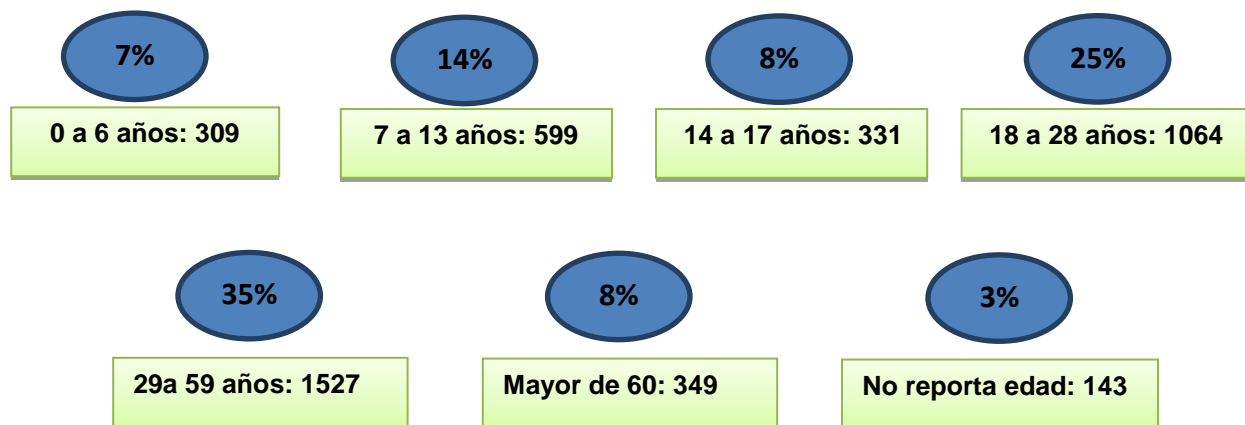 7%
14%
8%
25%
0 a 6 años: 309
7 a 13 años: 599
14 a 17 años: 331
18 a 28 años: 1064
35%
8%
3%
29a 59 años: 1527
Mayor de 60: 349
No reporta edad: 143